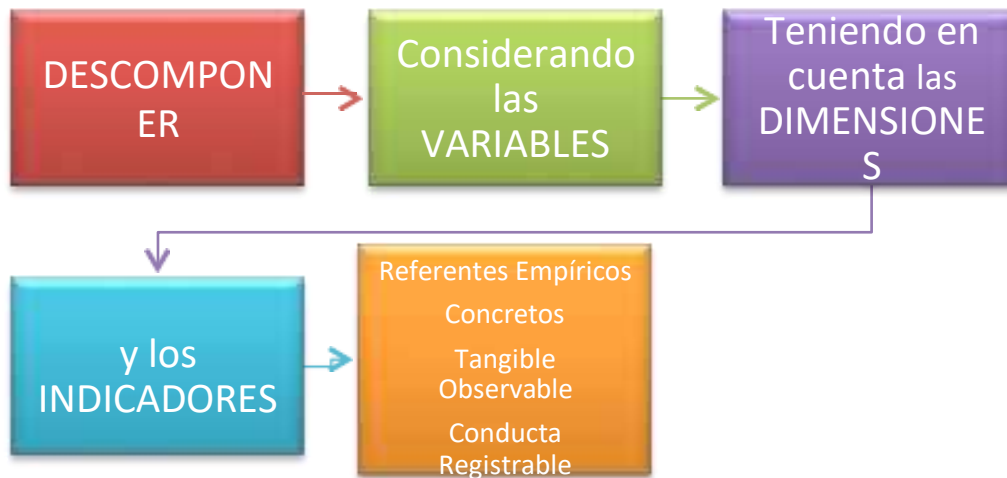 DESCOMPON
ER
Considerando
las
VARIABLES
Teniendo en
cuenta las
DIMENSIONE
S
y los
INDICADORES
Referentes Empíricos
Concretos
Tangible
Observable
Conducta
Registrable